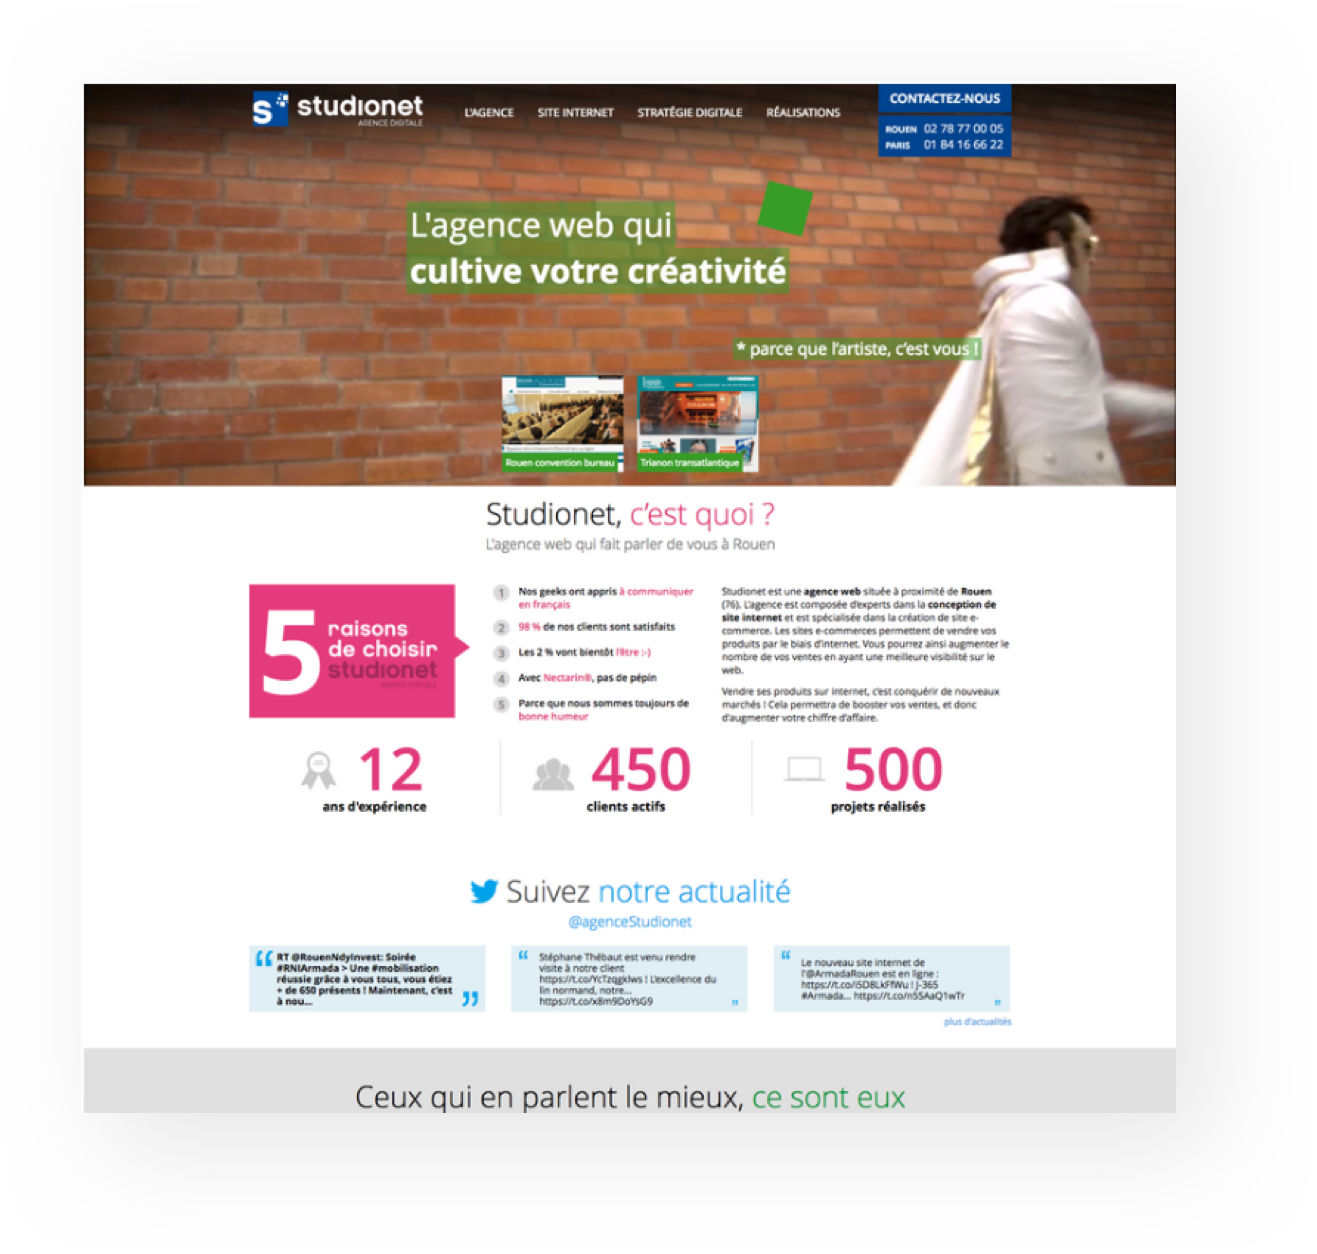 studionet
AGENCE DIGITALE
L'AGENCE
SITE INTERNET
STRATÉGIE DIGITALE
RÉALISATIONS
CONTACTEZ-NOUS
ROUEN 02 78 77 00 05
PARIS 01 84 16 66 22
L'agence web qui
cultive votre créativité
* parce que l'artiste, c'est vous !
Rouen convention bureau
Trianon transatlantique
Studionet, c'est quoi ?
L'agence web qui fait parler de vous à Rouen
5 raisons
de choisir
studionet
AGENCE DIGITALE
1 Nos geeks ont appris à communiquer
en français
2 98 % de nos clients sont satisfaits
3 Les 2 % vont bientôt l'être :-)
4 Avec Nectarin®, pas de pépin
5 Parce que nous sommes toujours de
bonne humeur
Studionet est une agence web située à proximité de Rouen
(76). L'agence est composée d'experts dans la conception de
site internet et est spécialisée dans la création de site e-
commerce. Les sites e-commerces permettent de vendre vos
produits par le biais d'internet. Vous pourrez ainsi augmenter le
nombre de vos ventes en ayant une meilleure visibilité sur le
web.
Vendre ses produits sur internet, c'est conquérir de nouveaux
marchés ! Cela permettra de booster vos ventes, et donc
d'augmenter votre chiffre d'affaire.
12
ans d'expérience
450
clients actifs
500
projets réalisés
Suivez notre actualité
@agenceStudionet
“ RT @RouenNdyInvest: Soirée
#RNIArmada > Une #mobilisation
réussie grâce à vous tous, vous étiez
+ de 650 présents ! Maintenant, c'est
à nou... ”
“ Stéphane Thébaut est venu rendre
visite à notre client
https://t.co/YcTzqgklws ! L'excellence du
lin normand, notre...
https://t.co/x8m9DoYsG9 ”
“ Le nouveau site internet de
l'@ArmadaRouen est en ligne :
https://t.co/i5D8LkFfWu ! J-365
#Armada... https://t.co/n5SAaQ1wTr ”
plus d'actualités
Ceux qui en parlent le mieux, ce sont eux